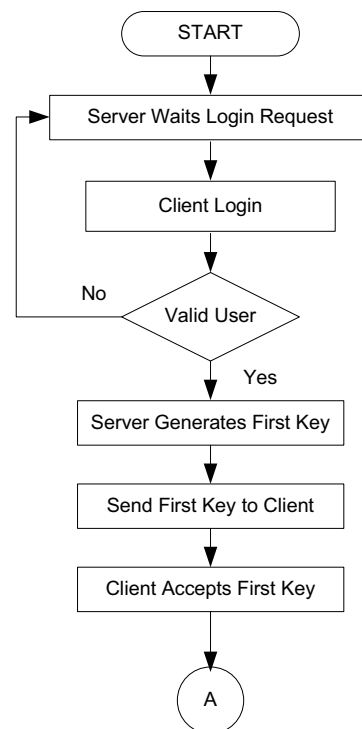 START
Server Waits Login Request
Client Login
No
Valid User
Yes
Server Generates First Key
Send First Key to Client
Client Accepts First Key
A